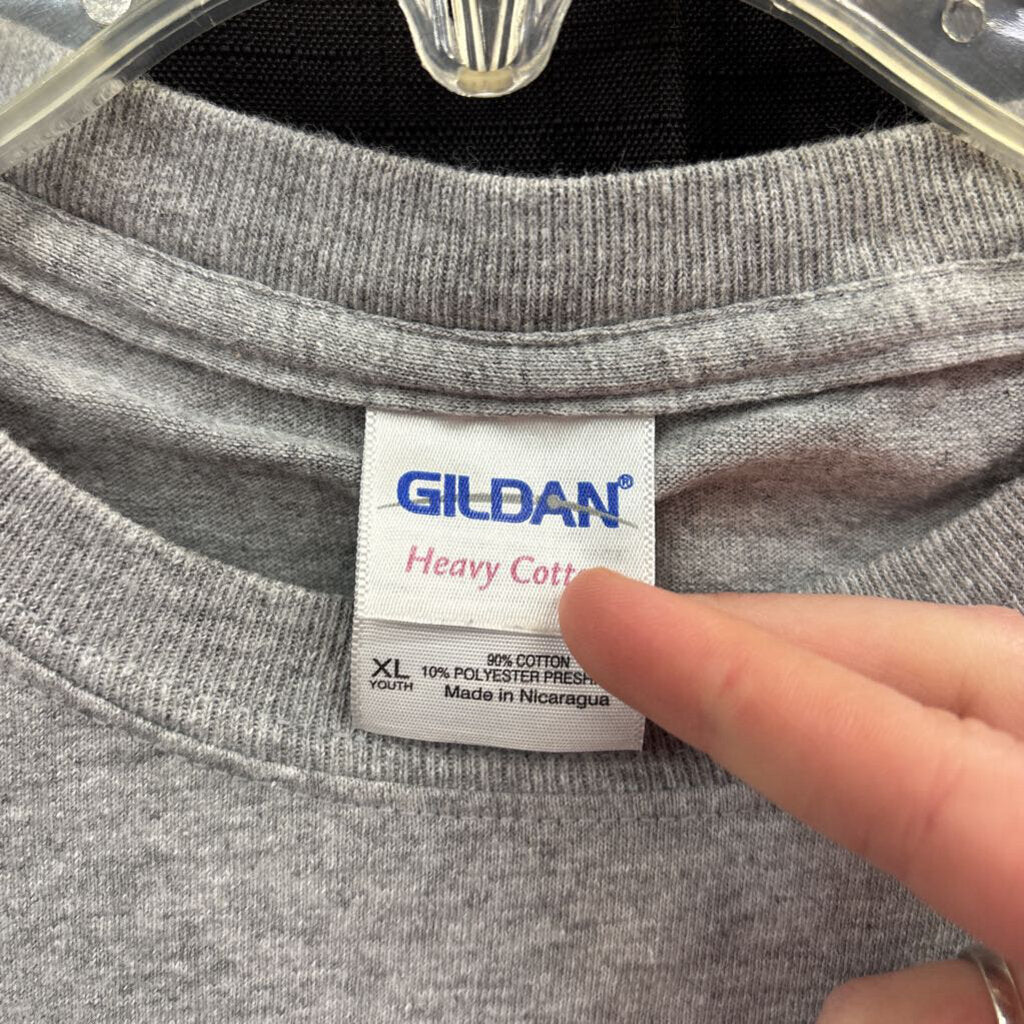 GILDAN®
Heavy Cott
XL
YOUTH
90% COTTON
10% POLYESTER PRESH
Made in Nicaragua